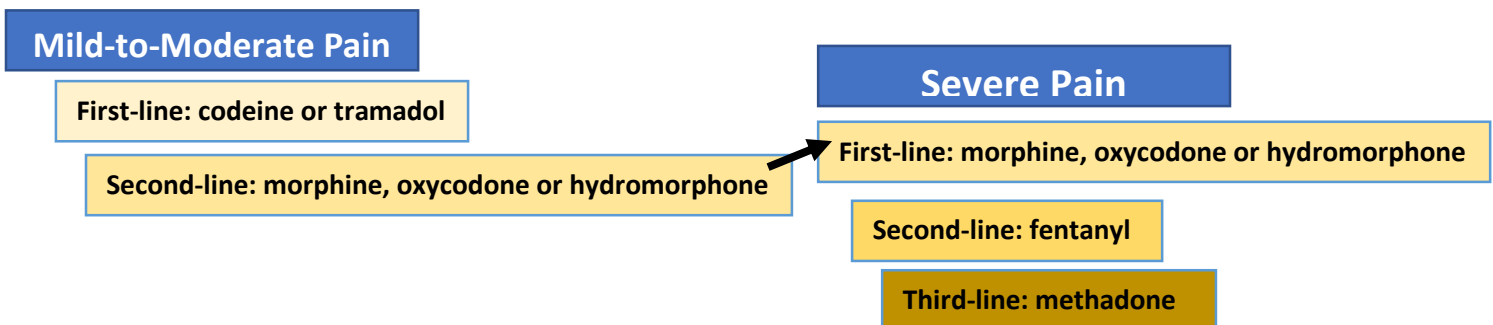 Mild-to-Moderate Pain
First-line: codeine or tramadol
Second-line: morphine, oxycodone or hydromorphone
Severe Pain
First-line: morphine, oxycodone or hydromorphone
Second-line: fentanyl
Third-line: methadone